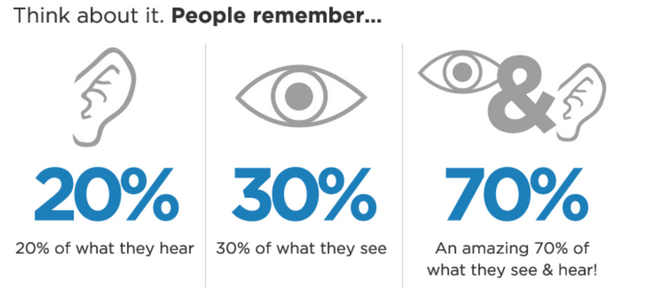 Think about it. People remember...
&
20%
30%
70%
20% of what they hear
30% of what they see
An amazing 70% of
what they see & hear!